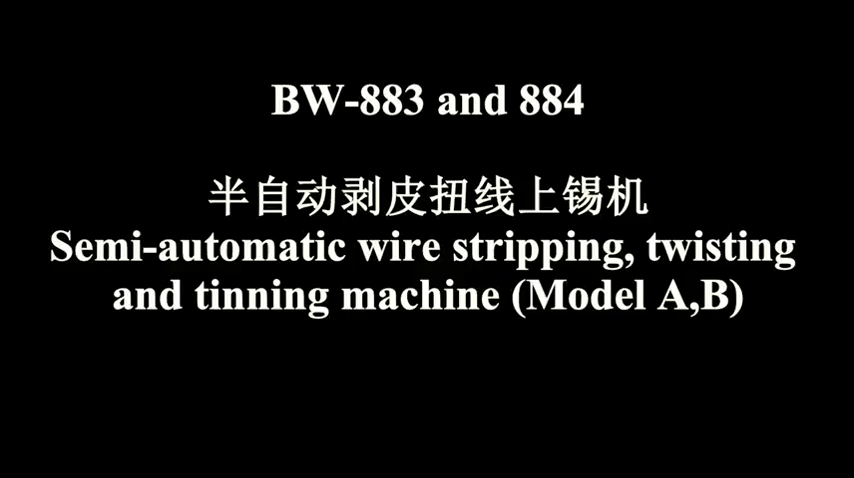 BW-883 and 884
半自动剥皮扭线上锡机
Semi-automatic wire stripping, twisting
and tinning machine (Model A,B)